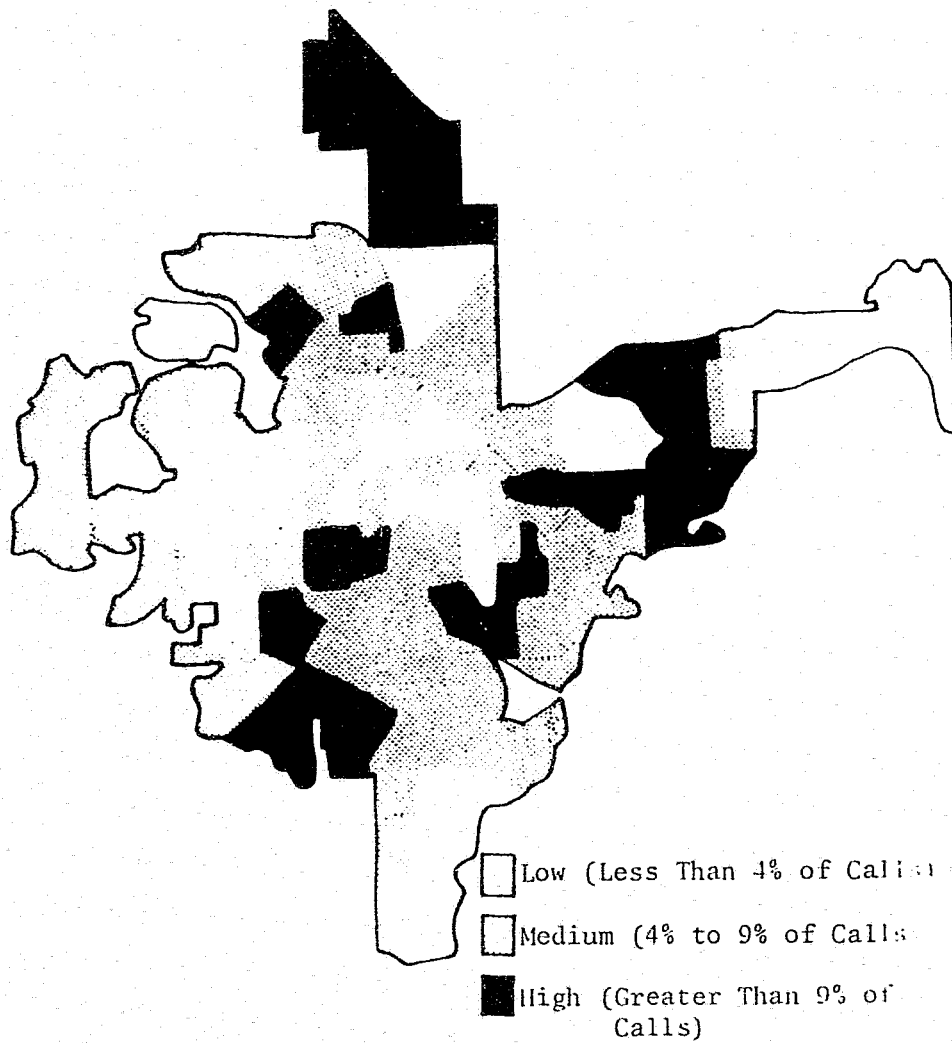 Low (Less Than 4% of Calls)
Medium (4% to 9% of Calls
High (Greater Than 9% of
Calls)